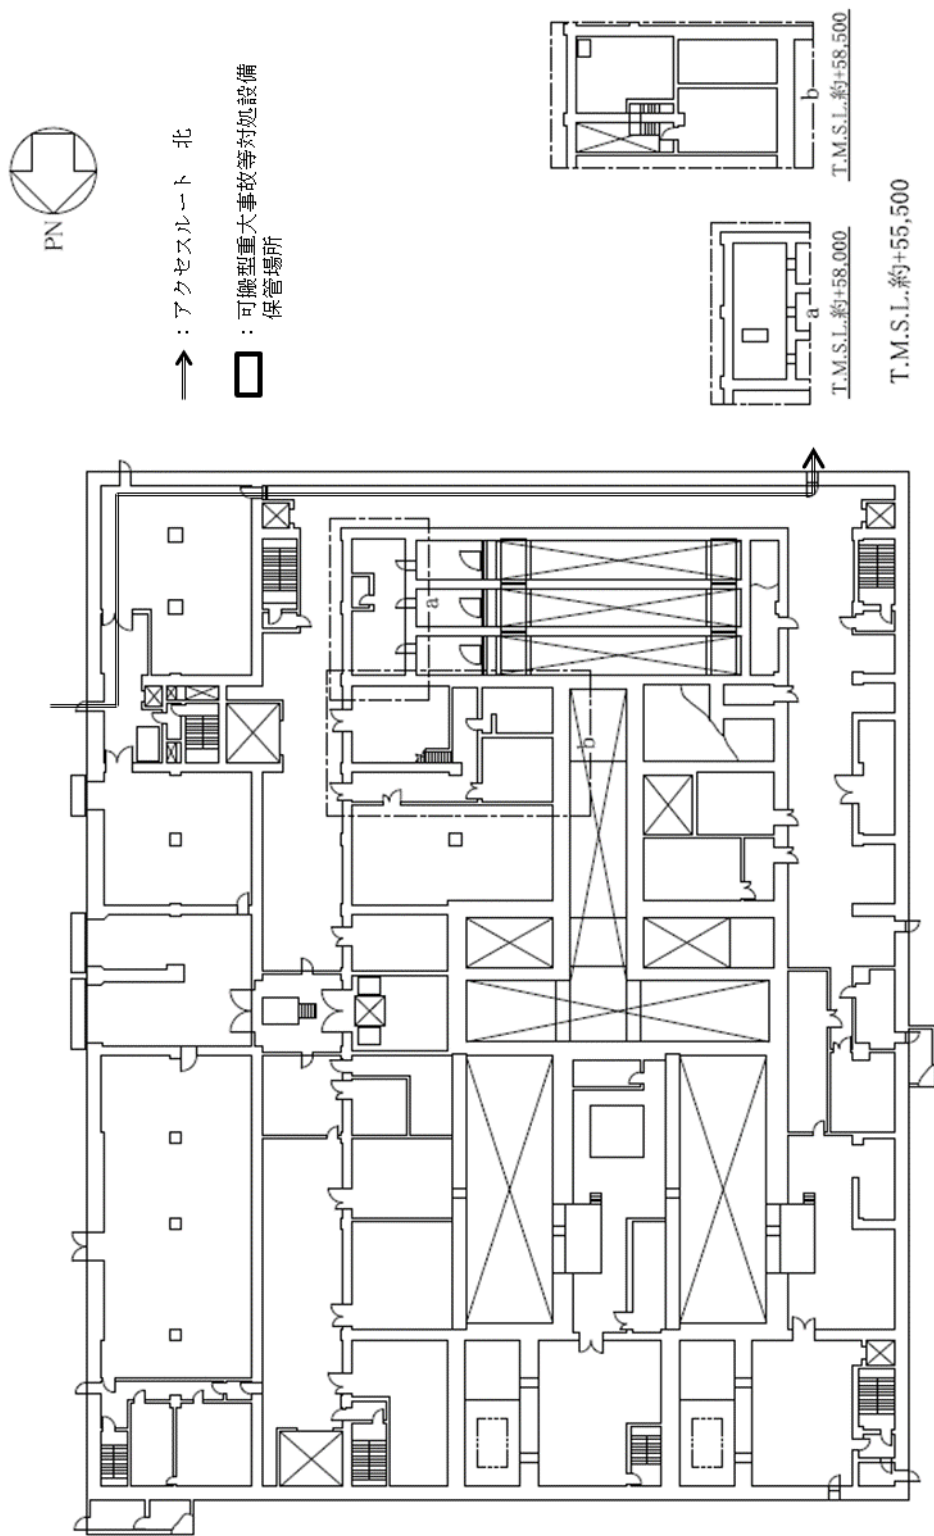 PN
：アクセスルート　北
：可搬型重大事故等対処設備
保管場所
b
T.M.S.L.約+58,500
a
T.M.S.L.約+58,000
T.M.S.L.約+55,500
a
b